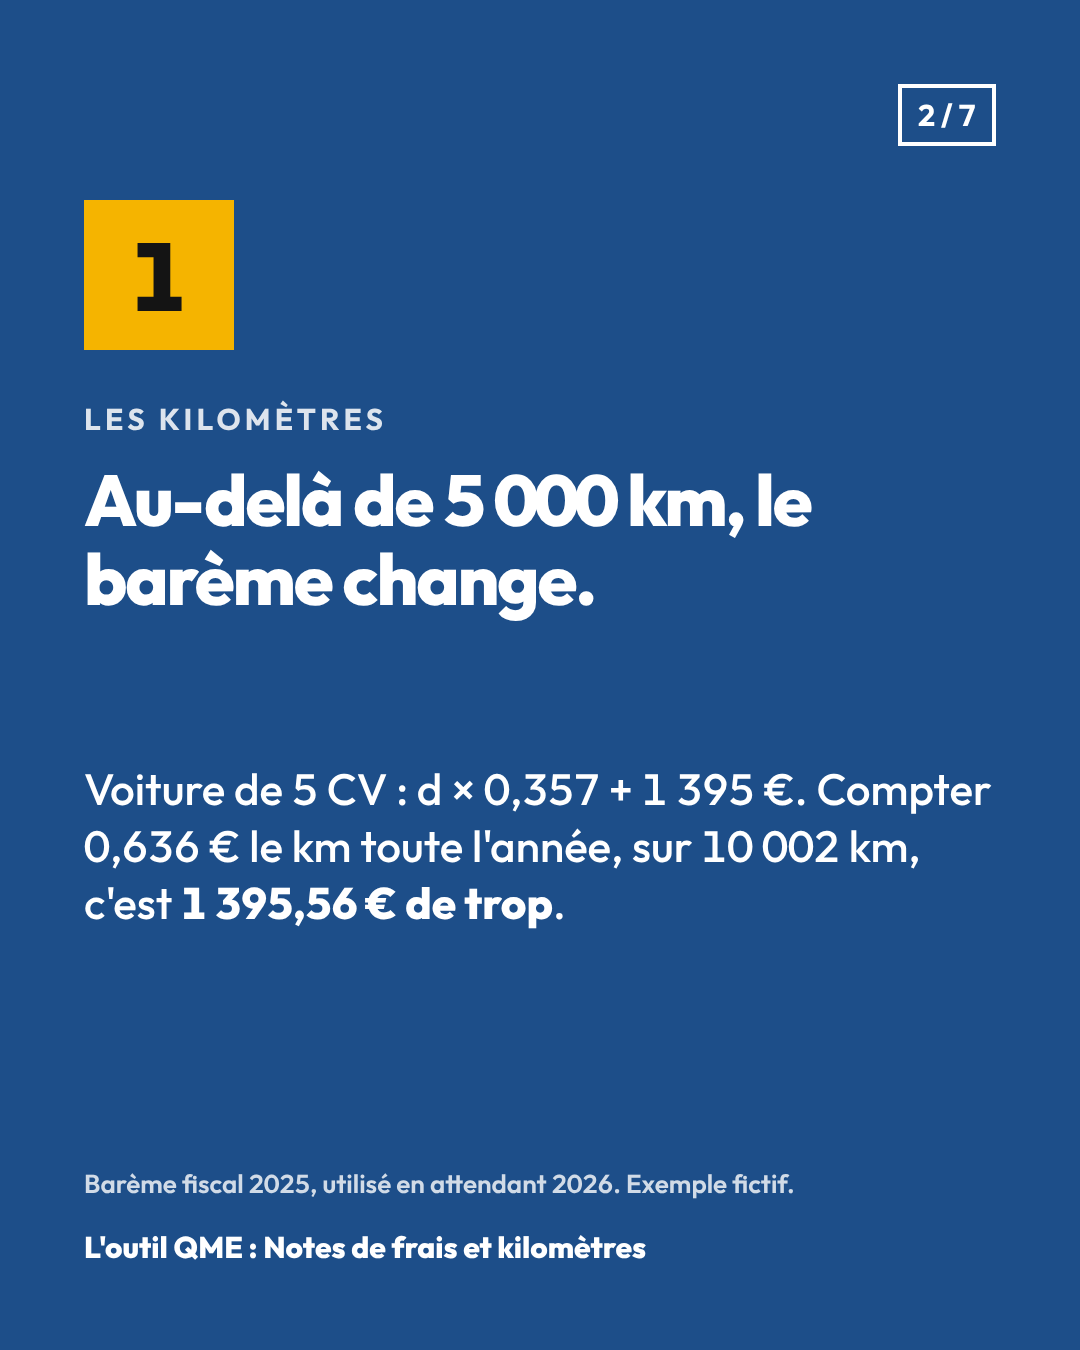 2 / 7
1
LES KILOMÈTRES
Au-delà de 5 000 km, le
barème change.
Voiture de 5 CV : d × 0,357 + 1 395 €. Compter
0,636 € le km toute l'année, sur 10 002 km,
c'est 1 395,56 € de trop.
Barème fiscal 2025, utilisé en attendant 2026. Exemple fictif.
L'outil QME : Notes de frais et kilomètres